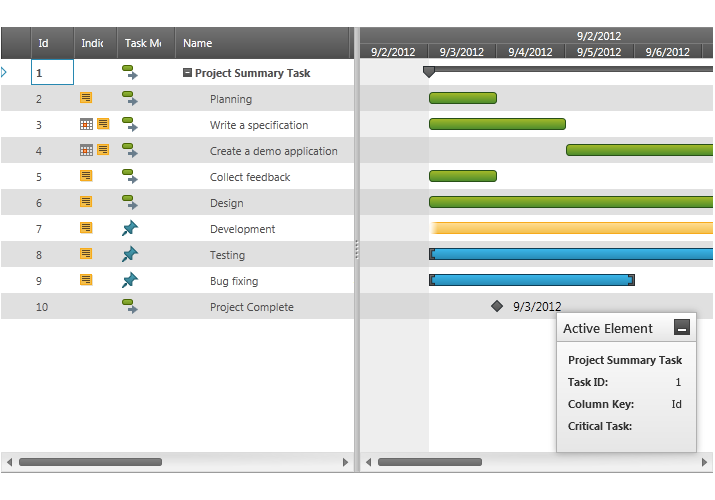 Id Indic Task Mo Name
9/2/2012
9/2/2012 9/3/2012 9/4/2012 9/5/2012 9/6/2012
1 Project Summary Task
2 Planning
3 Write a specification
4 Create a demo application
5 Collect feedback
6 Design
7 Development
8 Testing
9 Bug fixing
10 Project Complete 9/3/2012
Active Element
Project Summary Task
Task ID: 1
Column Key: Id
Critical Task: